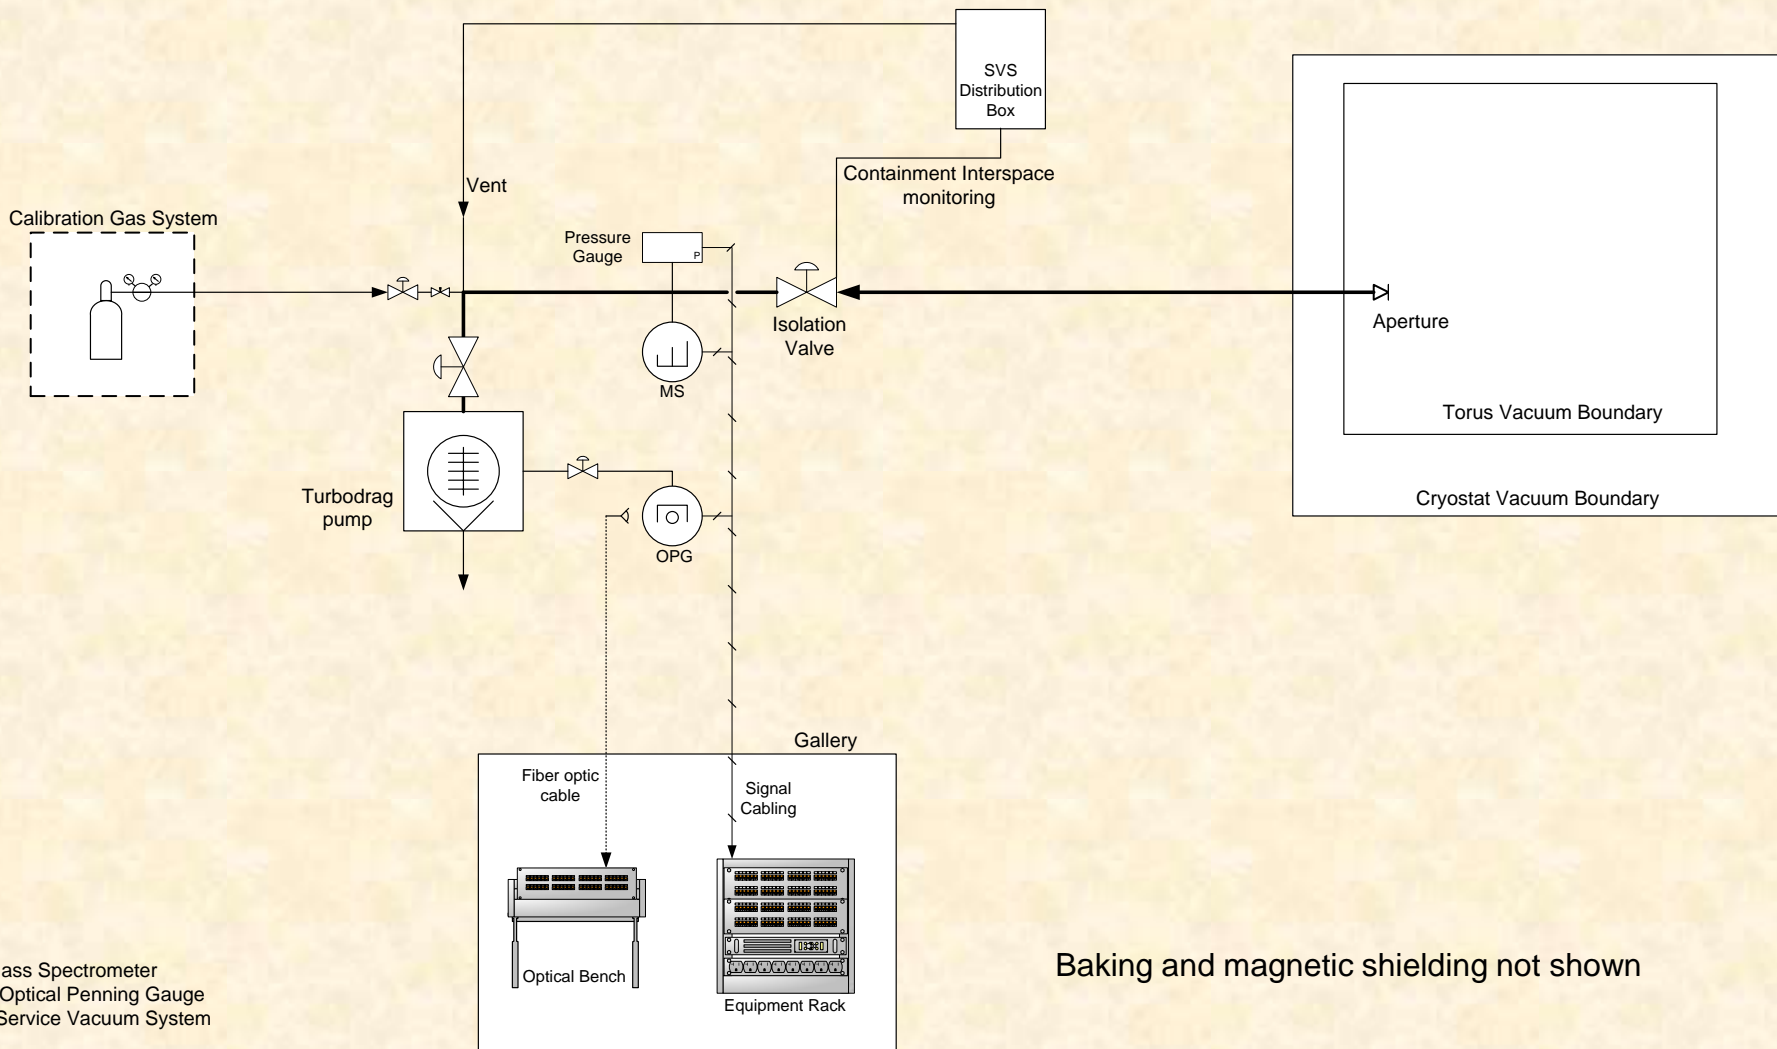 SVS
Distribution
Box
Vent
Containment Interspace
monitoring
Calibration Gas System
Pressure
Gauge
P
Isolation
Valve
Aperture
MS
Torus Vacuum Boundary
Turbodrag
pump
Cryostat Vacuum Boundary
OPG
Gallery
Fiber optic
cable
Signal
Cabling
Optical Bench
Equipment Rack
Baking and magnetic shielding not shown
ass Spectrometer
Optical Penning Gauge
Service Vacuum System